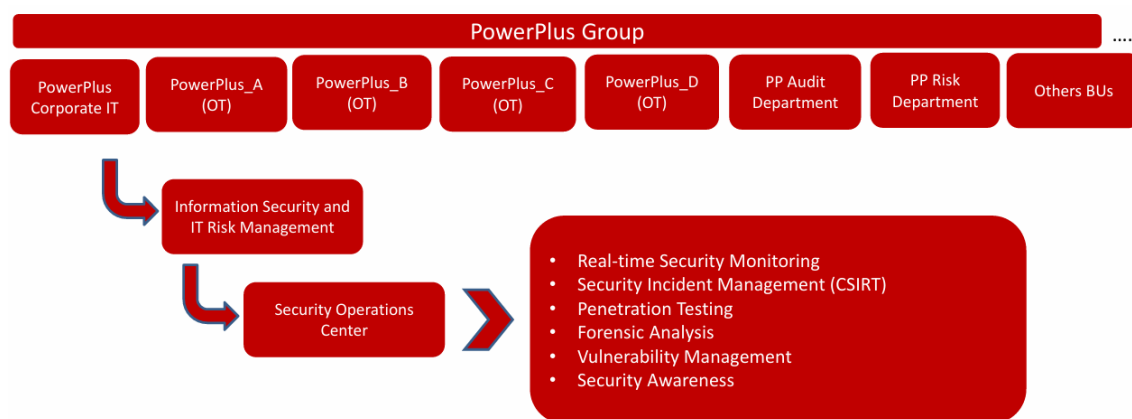 PowerPlus Group
....
PowerPlus
Corporate IT
PowerPlus_A
(OT)
PowerPlus_B
(OT)
PowerPlus_C
(OT)
PowerPlus_D
(OT)
PP Audit
Department
PP Risk
Department
Others BUs
Information Security and
IT Risk Management
Security Operations
Center
• Real-time Security Monitoring
• Security Incident Management (CSIRT)
• Penetration Testing
• Forensic Analysis
• Vulnerability Management
• Security Awareness